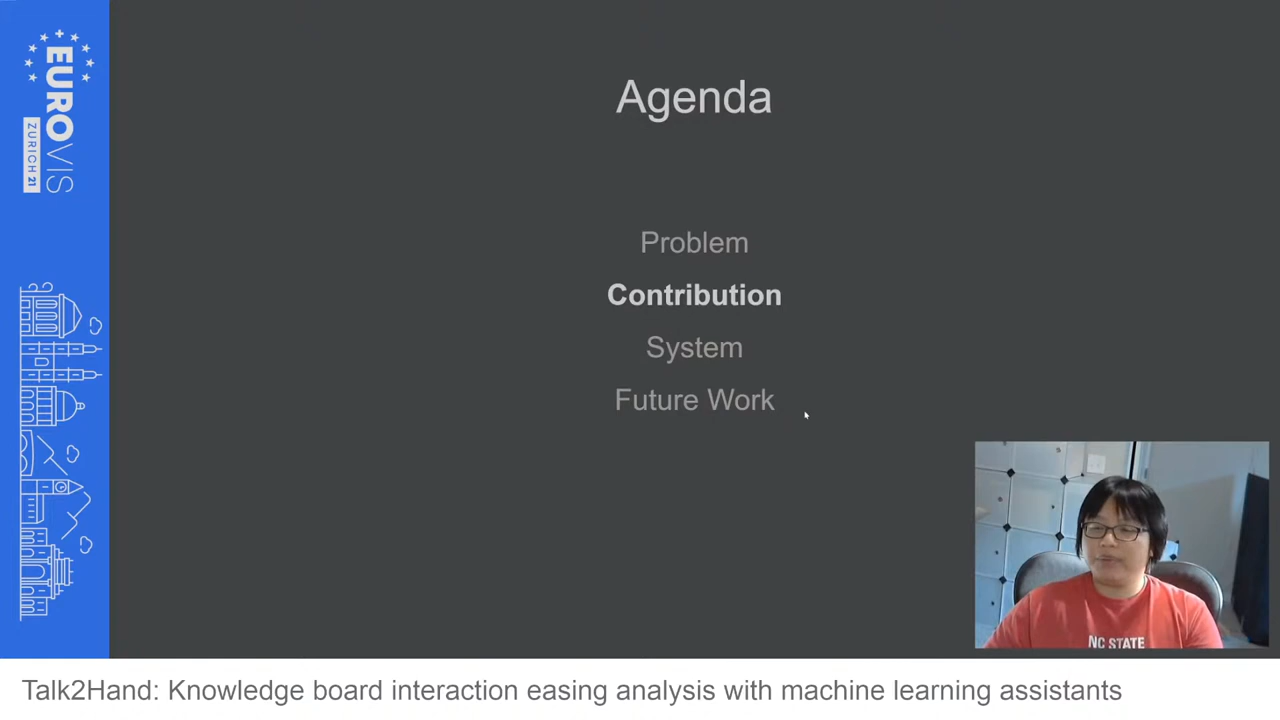 EUROVIS
ZURICH 21
Agenda
Problem
Contribution
System
Future Work
NC STATE
Talk2Hand: Knowledge board interaction easing analysis with machine learning assistants